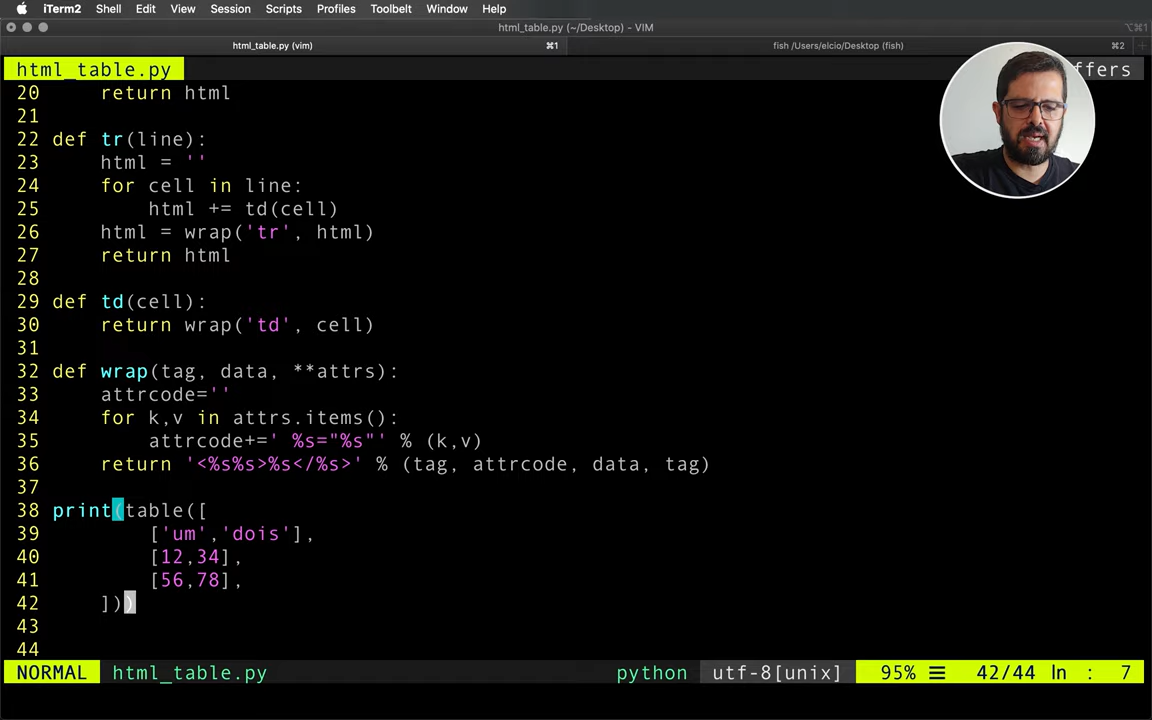 iTerm2 Shell Edit View Session Scripts Profiles Toolbelt Window Help
html_table.py (~/Desktop) - VIM ⌥⌘1
html_table.py (vim) ⌘1 fish /Users/elcio/Desktop (fish) ⌘2 +
html_table.py ffers
20     return html
21
22 def tr(line):
23     html = ''
24     for cell in line:
25         html += td(cell)
26     html = wrap('tr', html)
27     return html
28
29 def td(cell):
30     return wrap('td', cell)
31
32 def wrap(tag, data, **attrs):
33     attrcode=''
34     for k,v in attrs.items():
35         attrcode+=' %s="%s"' % (k,v)
36     return '<%s%s>%s</%s>' % (tag, attrcode, data, tag)
37
38 print(table([
39         ['um','dois'],
40         [12,34],
41         [56,78],
42     ]))
43
44
NORMAL html_table.py python utf-8[unix] 95% ☰ 42/44 ln : 7